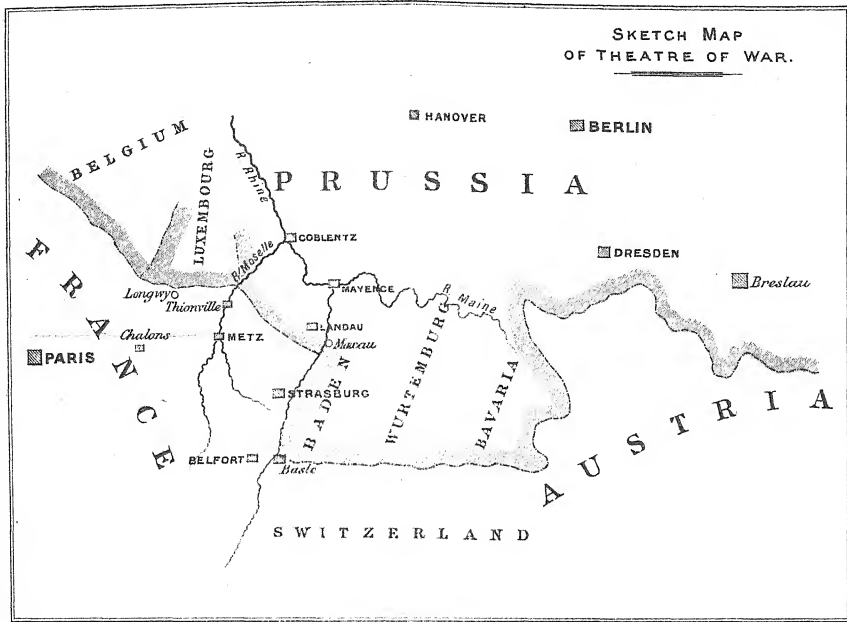 SKETCH MAP
OF THEATRE OF WAR.
HANOVER
BERLIN
BELGIUM
LUXEMBOURG
R Rhine
PRUSSIA
COBLENTZ
R/Moselle
FRANCE
DRESDEN
Breslau
Longwy
Thionville
MAYENCE
R Maine
LANDAU
Chalons
METZ
Murau
PARIS
STRASBURG
BADEN
WURTEMBURG
BAVARIA
AUSTRIA
BELFORT
Basle
SWITZERLAND